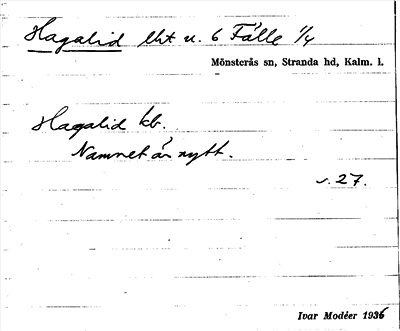 Hagalid lht u. 6 Fälle 1/4
Mönsterås sn, Stranda hd, Kalm. l.
Hagalid kb.
Namnet är nytt.
s. 27.
Ivar Modéer 1936